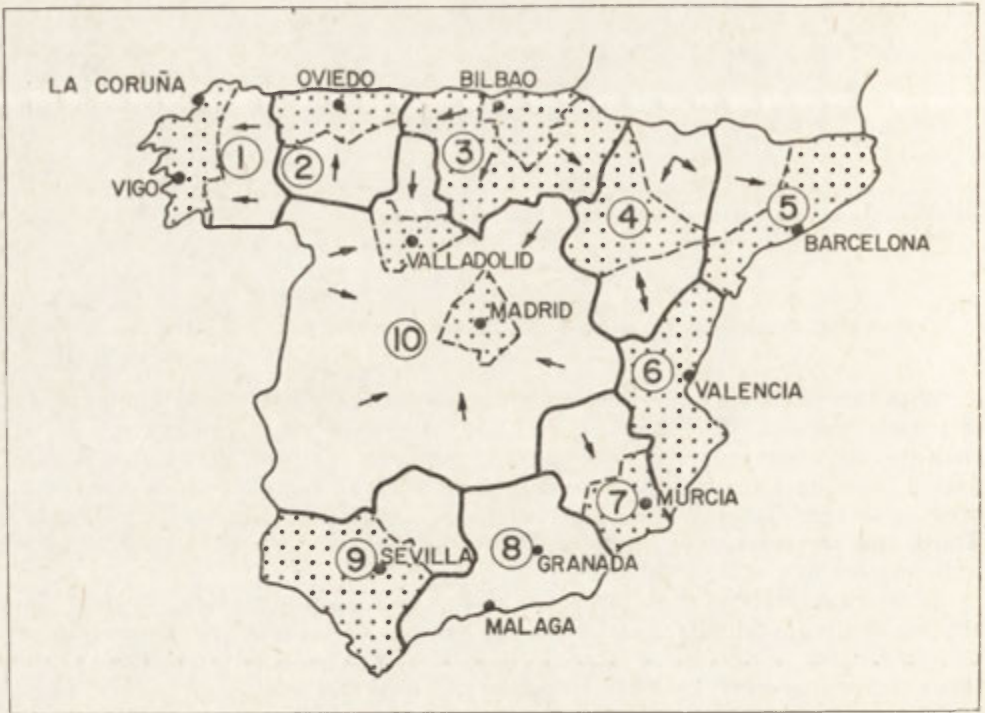 LA CORUÑA
OVIEDO
BILBAO
1
2
3
VIGO
4
5
VALLADOLID
BARCELONA
MADRID
10
6
VALENCIA
7
MURCIA
9
SEVILLA
8
GRANADA
MALAGA